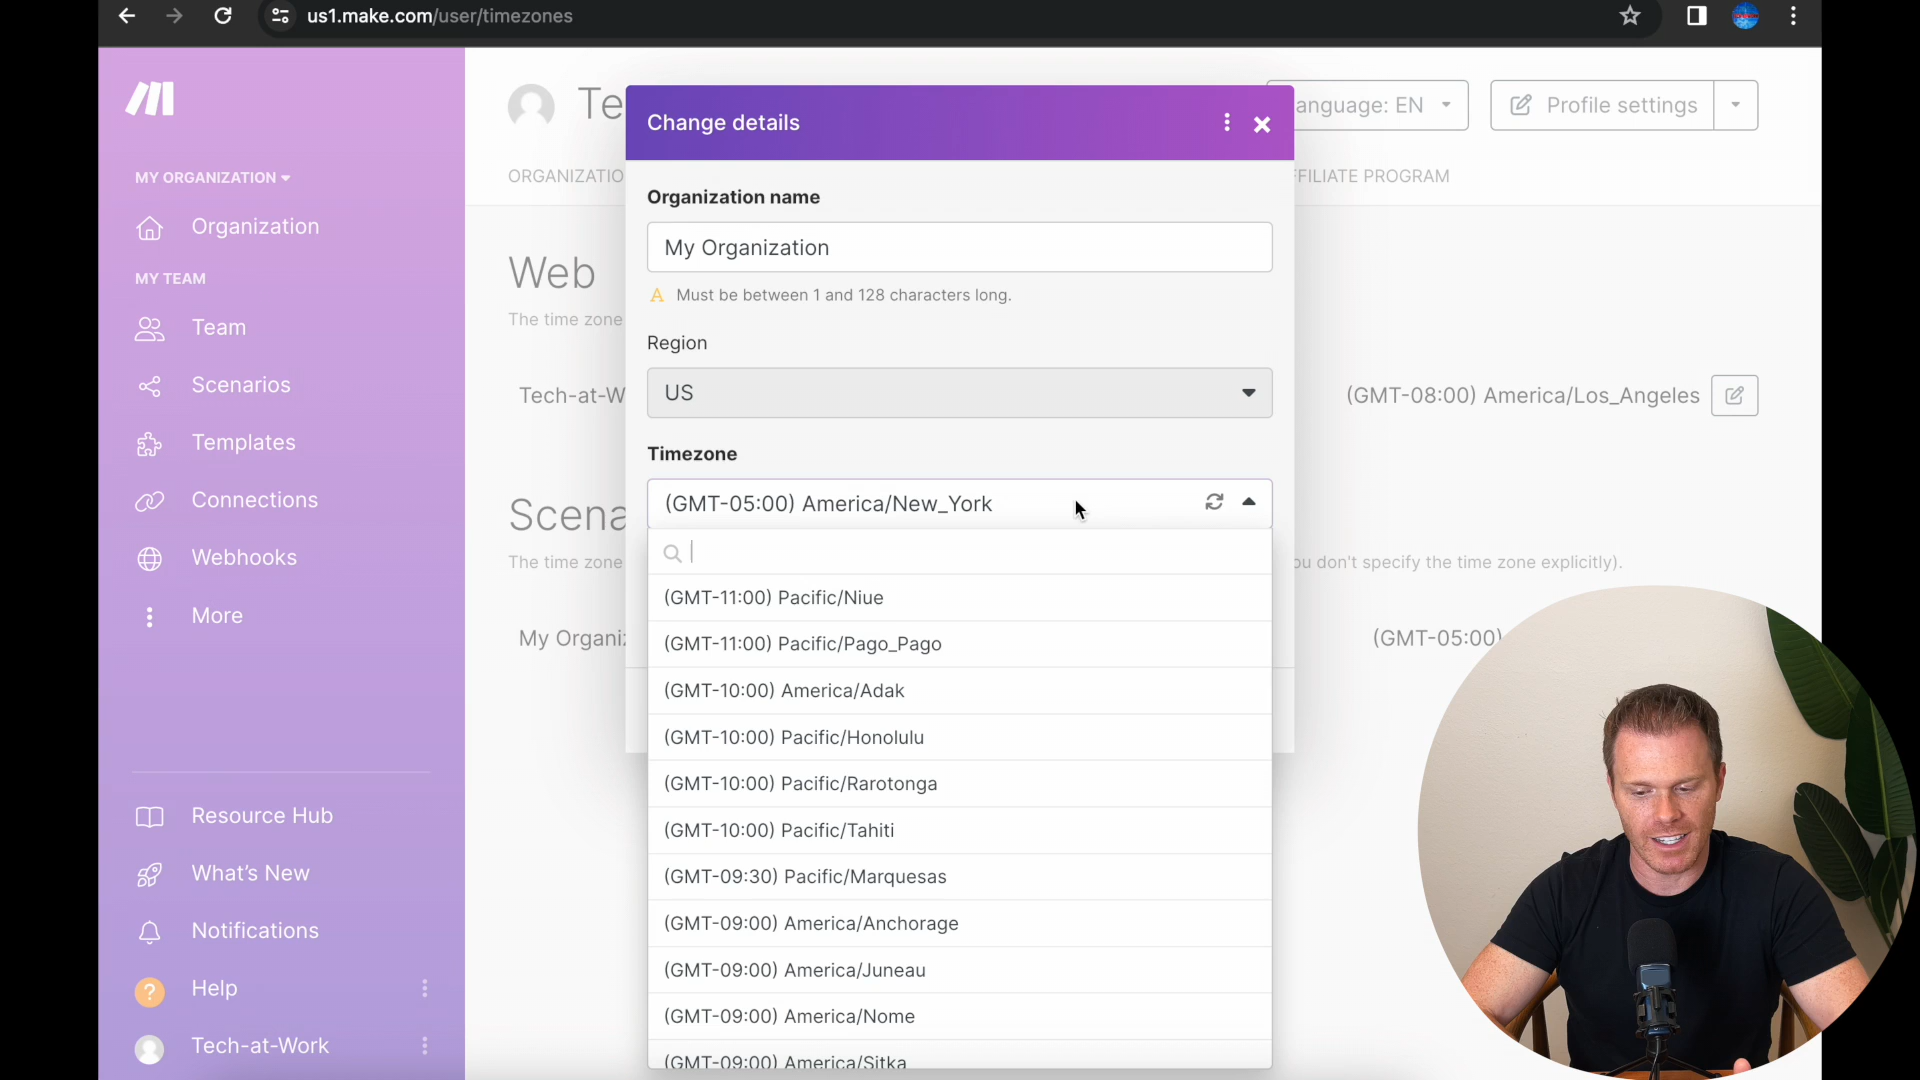 us1.make.com/user/timezones
MY ORGANIZATION
Organization
MY TEAM
Team
Scenarios
Templates
Connections
Webhooks
More
Resource Hub
What's New
Notifications
? Help
Tech-at-Work
Te
anguage: EN
Profile settings
ORGANIZATIO
FFILIATE PROGRAM
Web
The time zone
Tech-at-W
(GMT-08:00) America/Los_Angeles
Scena
The time zone
ou don't specify the time zone explicitly).
My Organiz
(GMT-05:00)
Change details
Organization name
My Organization
A Must be between 1 and 128 characters long.
Region
US
Timezone
(GMT-05:00) America/New_York
(GMT-11:00) Pacific/Niue
(GMT-11:00) Pacific/Pago_Pago
(GMT-10:00) America/Adak
(GMT-10:00) Pacific/Honolulu
(GMT-10:00) Pacific/Rarotonga
(GMT-10:00) Pacific/Tahiti
(GMT-09:30) Pacific/Marquesas
(GMT-09:00) America/Anchorage
(GMT-09:00) America/Juneau
(GMT-09:00) America/Nome
(GMT-09:00) America/Sitka